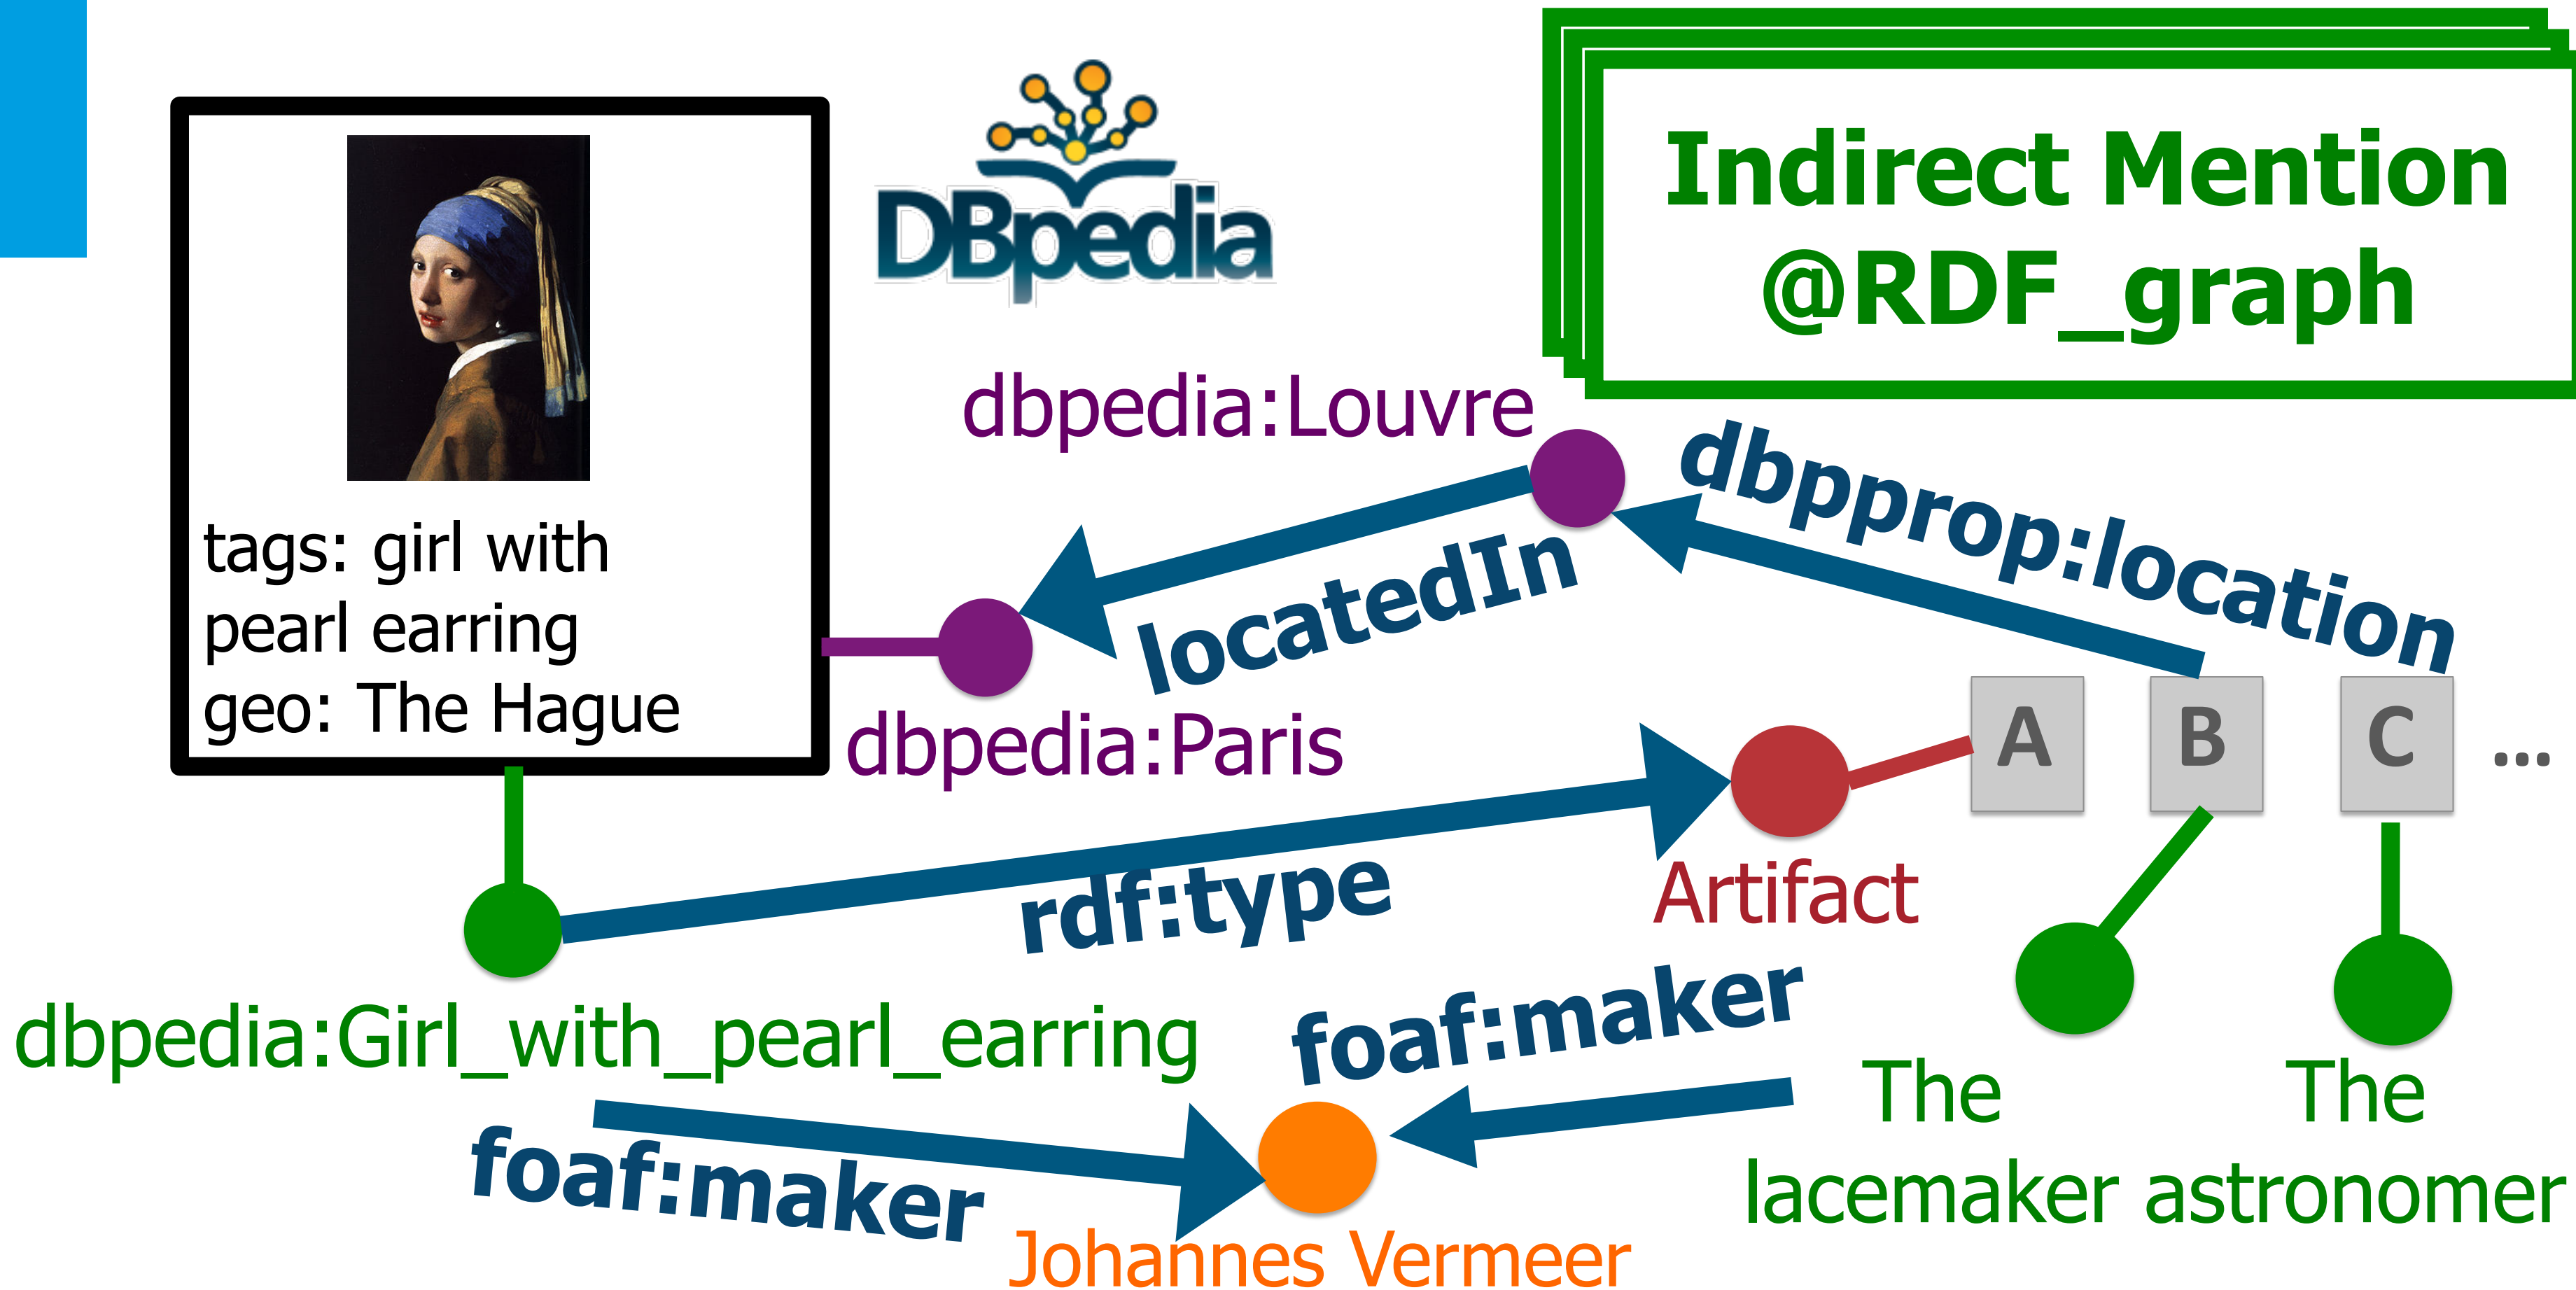 DBpedia
Indirect Mention
@RDF_graph
tags: girl with
pearl earring
geo: The Hague
dbpedia:Louvre
dbpprop:location
locatedIn
dbpedia:Paris
A B C ...
rdf:type
Artifact
dbpedia:Girl_with_pearl_earring
foaf:maker
foaf:maker
The
lacemaker
The
astronomer
Johannes Vermeer